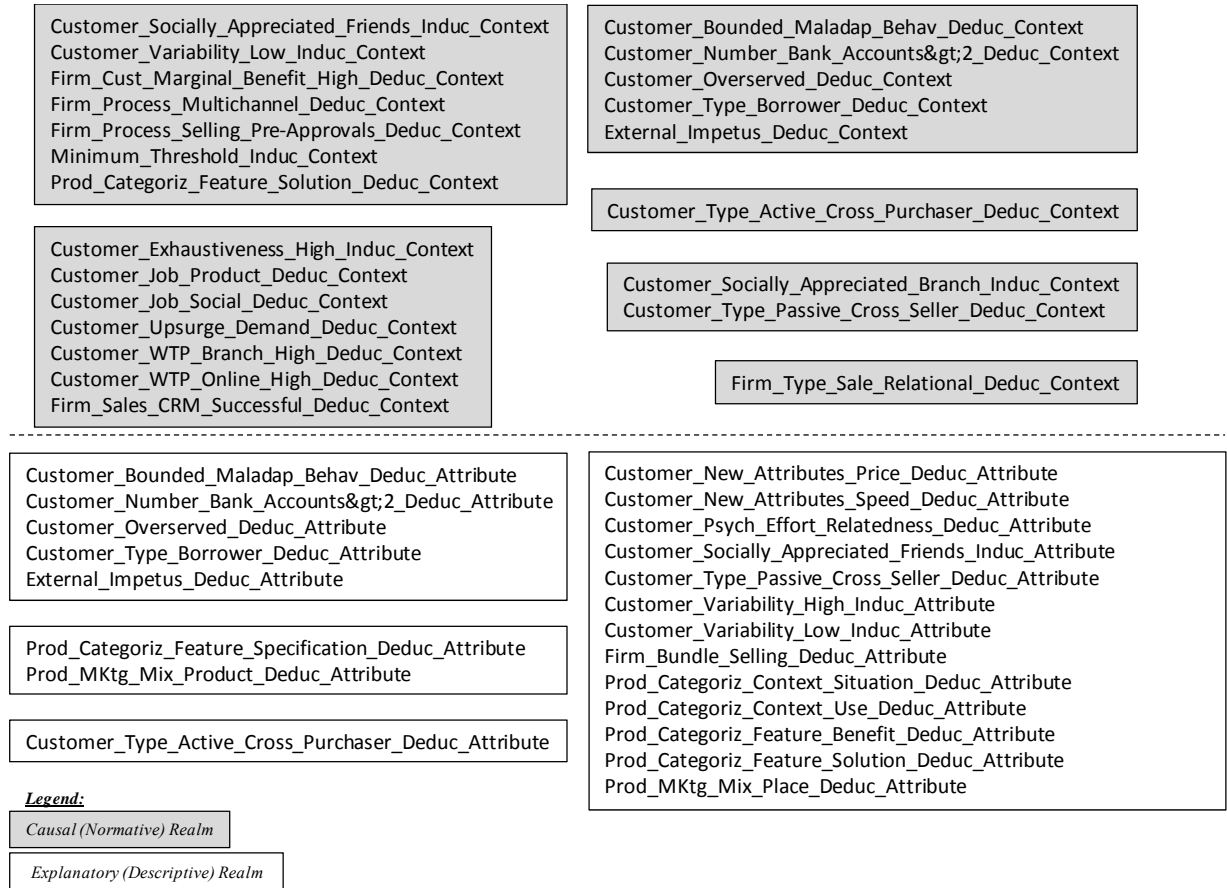 Customer_Socially_Appreciated_Friends_Induc_Context
Customer_Variability_Low_Induc_Context
Firm_Cust_Marginal_Benefit_High_Deduc_Context
Firm_Process_Multichannel_Deduc_Context
Firm_Process_Selling_Pre-Approvals_Deduc_Context
Minimum_Threshold_Induc_Context
Prod_Categoriz_Feature_Solution_Deduc_Context
Customer_Exhaustiveness_High_Induc_Context
Customer_Job_Product_Deduc_Context
Customer_Job_Social_Deduc_Context
Customer_Upsurge_Demand_Deduc_Context
Customer_WTP_Branch_High_Deduc_Context
Customer_WTP_Online_High_Deduc_Context
Firm_Sales_CRM_Successful_Deduc_Context
Customer_Bounded_Maladap_Behav_Deduc_Context
Customer_Number_Bank_Accounts&gt;2_Deduc_Context
Customer_Overserved_Deduc_Context
Customer_Type_Borrower_Deduc_Context
External_Impetus_Deduc_Context
Customer_Type_Active_Cross_Purchaser_Deduc_Context
Customer_Socially_Appreciated_Branch_Induc_Context
Customer_Type_Passive_Cross_Seller_Deduc_Context
Firm_Type_Sale_Relational_Deduc_Context
Customer_Bounded_Maladap_Behav_Deduc_Attribute
Customer_Number_Bank_Accounts&gt;2_Deduc_Attribute
Customer_Overserved_Deduc_Attribute
Customer_Type_Borrower_Deduc_Attribute
External_Impetus_Deduc_Attribute
Prod_Categoriz_Feature_Specification_Deduc_Attribute
Prod_MKtg_Mix_Product_Deduc_Attribute
Customer_Type_Active_Cross_Purchaser_Deduc_Attribute
Customer_New_Attributes_Price_Deduc_Attribute
Customer_New_Attributes_Speed_Deduc_Attribute
Customer_Psych_Effort_Relatedness_Deduc_Attribute
Customer_Socially_Appreciated_Friends_Induc_Attribute
Customer_Type_Passive_Cross_Seller_Deduc_Attribute
Customer_Variability_High_Induc_Attribute
Customer_Variability_Low_Induc_Attribute
Firm_Bundle_Selling_Deduc_Attribute
Prod_Categoriz_Context_Situation_Deduc_Attribute
Prod_Categoriz_Context_Use_Deduc_Attribute
Prod_Categoriz_Feature_Benefit_Deduc_Attribute
Prod_Categoriz_Feature_Solution_Deduc_Attribute
Prod_MKtg_Mix_Place_Deduc_Attribute
Legend:
Causal (Normative) Realm
Explanatory (Descriptive) Realm